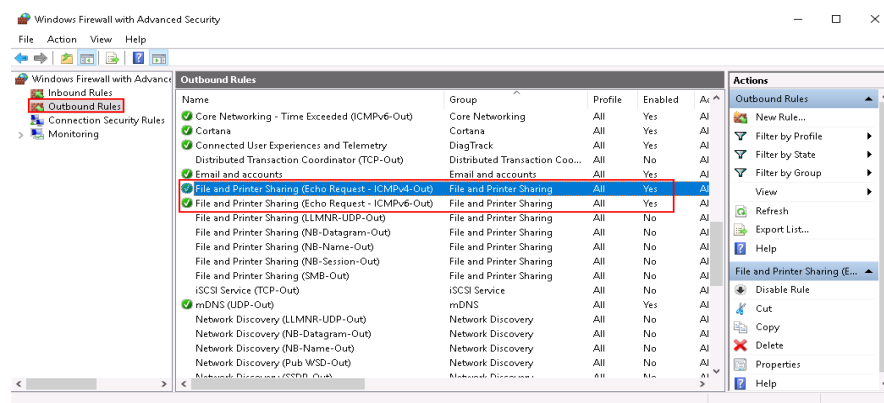 Windows Firewall with Advanced Security
File Action View Help
Windows Firewall with Advance
Inbound Rules
Outbound Rules
Connection Security Rules
Monitoring
Outbound Rules
Name Group Profile Enabled Ac
Core Networking - Time Exceeded (ICMPv6-Out) Core Networking All Yes Al
Cortana Cortana All Yes Al
Connected User Experiences and Telemetry DiagTrack All Yes Al
Distributed Transaction Coordinator (TCP-Out) Distributed Transaction Coo... All No Al
Email and accounts Email and accounts All Yes Al
File and Printer Sharing (Echo Request - ICMPv4-Out) File and Printer Sharing All Yes Al
File and Printer Sharing (Echo Request - ICMPv6-Out) File and Printer Sharing All Yes Al
File and Printer Sharing (LLMNR-UDP-Out) File and Printer Sharing All No Al
File and Printer Sharing (NB-Datagram-Out) File and Printer Sharing All No Al
File and Printer Sharing (NB-Name-Out) File and Printer Sharing All No Al
File and Printer Sharing (NB-Session-Out) File and Printer Sharing All No Al
File and Printer Sharing (SMB-Out) File and Printer Sharing All No Al
iSCSI Service (TCP-Out) iSCSI Service All No Al
mDNS (UDP-Out) mDNS All Yes Al
Network Discovery (LLMNR-UDP-Out) Network Discovery All No Al
Network Discovery (NB-Datagram-Out) Network Discovery All No Al
Network Discovery (NB-Name-Out) Network Discovery All No Al
Network Discovery (Pub WSD-Out) Network Discovery All No Al
Network Discovery (SSDP-Out) Network Discovery All No Al
Actions
Outbound Rules
New Rule...
Filter by Profile
Filter by State
Filter by Group
View
Refresh
Export List...
Help
File and Printer Sharing (E...
Disable Rule
Cut
Copy
Delete
Properties
Help